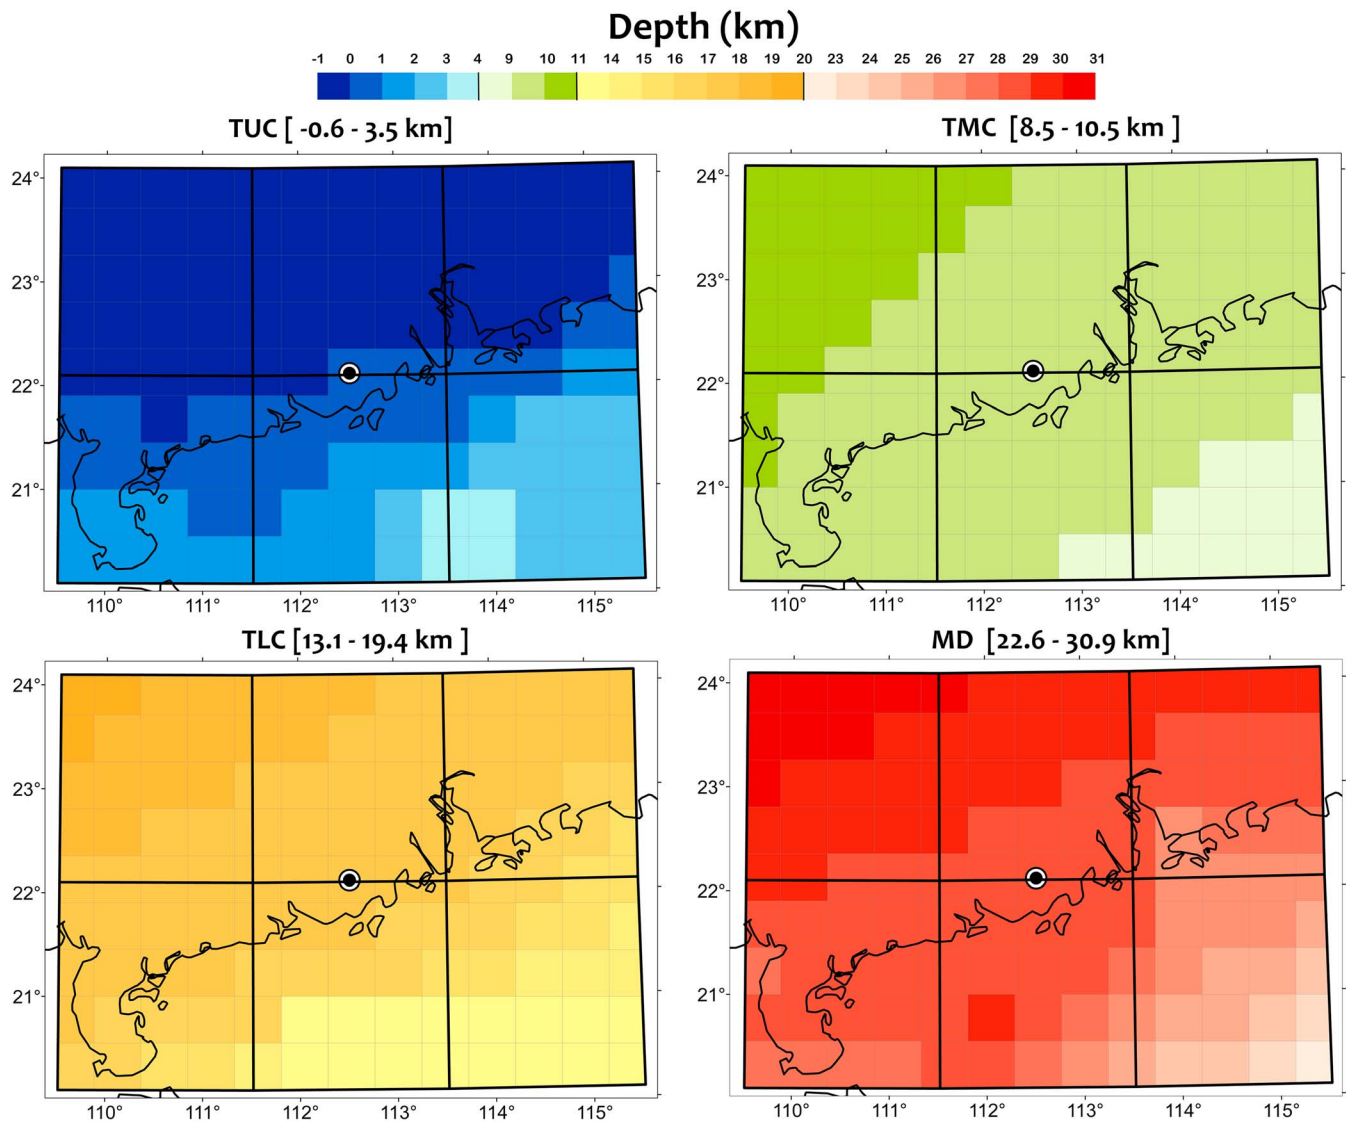 Depth (km)
-1 0 1 2 3 4 9 10 11 14 15 16 17 18 19 20 23 24 25 26 27 28 29 30 31
TUC [ -0.6 - 3.5 km]
TMC [8.5 - 10.5 km ]
24°
23°
22°
21°
110° 111° 112° 113° 114° 115°
24°
23°
22°
21°
110° 111° 112° 113° 114° 115°
TLC [13.1 - 19.4 km ]
MD [22.6 - 30.9 km]
24°
23°
22°
21°
110° 111° 112° 113° 114° 115°
24°
23°
22°
21°
110° 111° 112° 113° 114° 115°